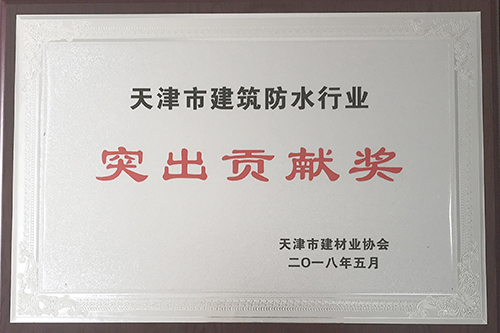 天津市建筑防水行业
突出贡献奖
天津市建材业协会
二〇一八年五月